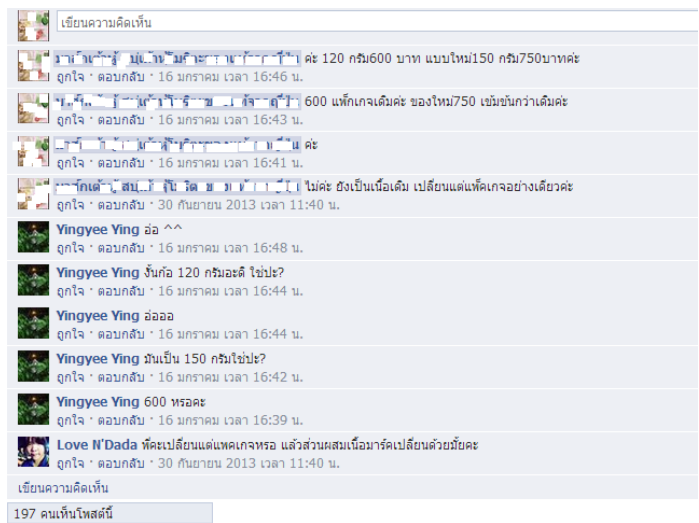 เขียนความคิดเห็น
ค่ะ 120 กรัม600 บาท แบบใหม่150 กรัม750บาทค่ะ
ถูกใจ · ตอบกลับ · 16 มกราคม เวลา 16:46 น.
600 แพ็กเกจเดิมค่ะ ของใหม่750 เข้มข้นกว่าเดิมค่ะ
ถูกใจ · ตอบกลับ · 16 มกราคม เวลา 16:43 น.
ค่ะ
ถูกใจ · ตอบกลับ · 16 มกราคม เวลา 16:41 น.
ไม่ค่ะ ยังเป็นเนื้อเดิม เปลี่ยนแต่แพ็คเกจอย่างเดียวค่ะ
ถูกใจ · ตอบกลับ · 30 กันยายน 2013 เวลา 11:40 น.
Yingyee Ying อ่อ ^^
ถูกใจ · ตอบกลับ · 16 มกราคม เวลา 16:48 น.
Yingyee Ying งั้นก้อ 120 กรัมอะดิ ใช่ปะ?
ถูกใจ · ตอบกลับ · 16 มกราคม เวลา 16:44 น.
Yingyee Ying อ่อออ
ถูกใจ · ตอบกลับ · 16 มกราคม เวลา 16:44 น.
Yingyee Ying มันเป็น 150 กรัมใช่ปะ?
ถูกใจ · ตอบกลับ · 16 มกราคม เวลา 16:42 น.
Yingyee Ying 600 หรอคะ
ถูกใจ · ตอบกลับ · 16 มกราคม เวลา 16:39 น.
Love N'Dada พี่คะเปลี่ยนแต่แพคเกจหรอ แล้วส่วนผสมเนื้อมาร์คเปลี่ยนด้วยมั้ยคะ
ถูกใจ · ตอบกลับ · 30 กันยายน 2013 เวลา 11:40 น.
เขียนความคิดเห็น
197 คนเห็นโพสต์นี้